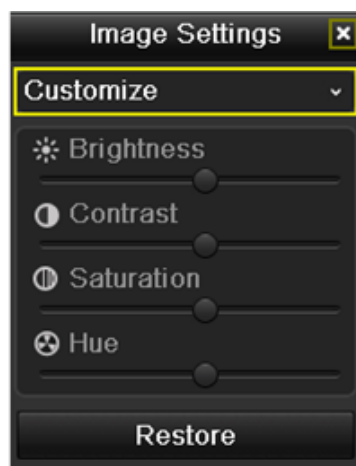 Image Settings
Customize
Brightness
Contrast
Saturation
Hue
Restore